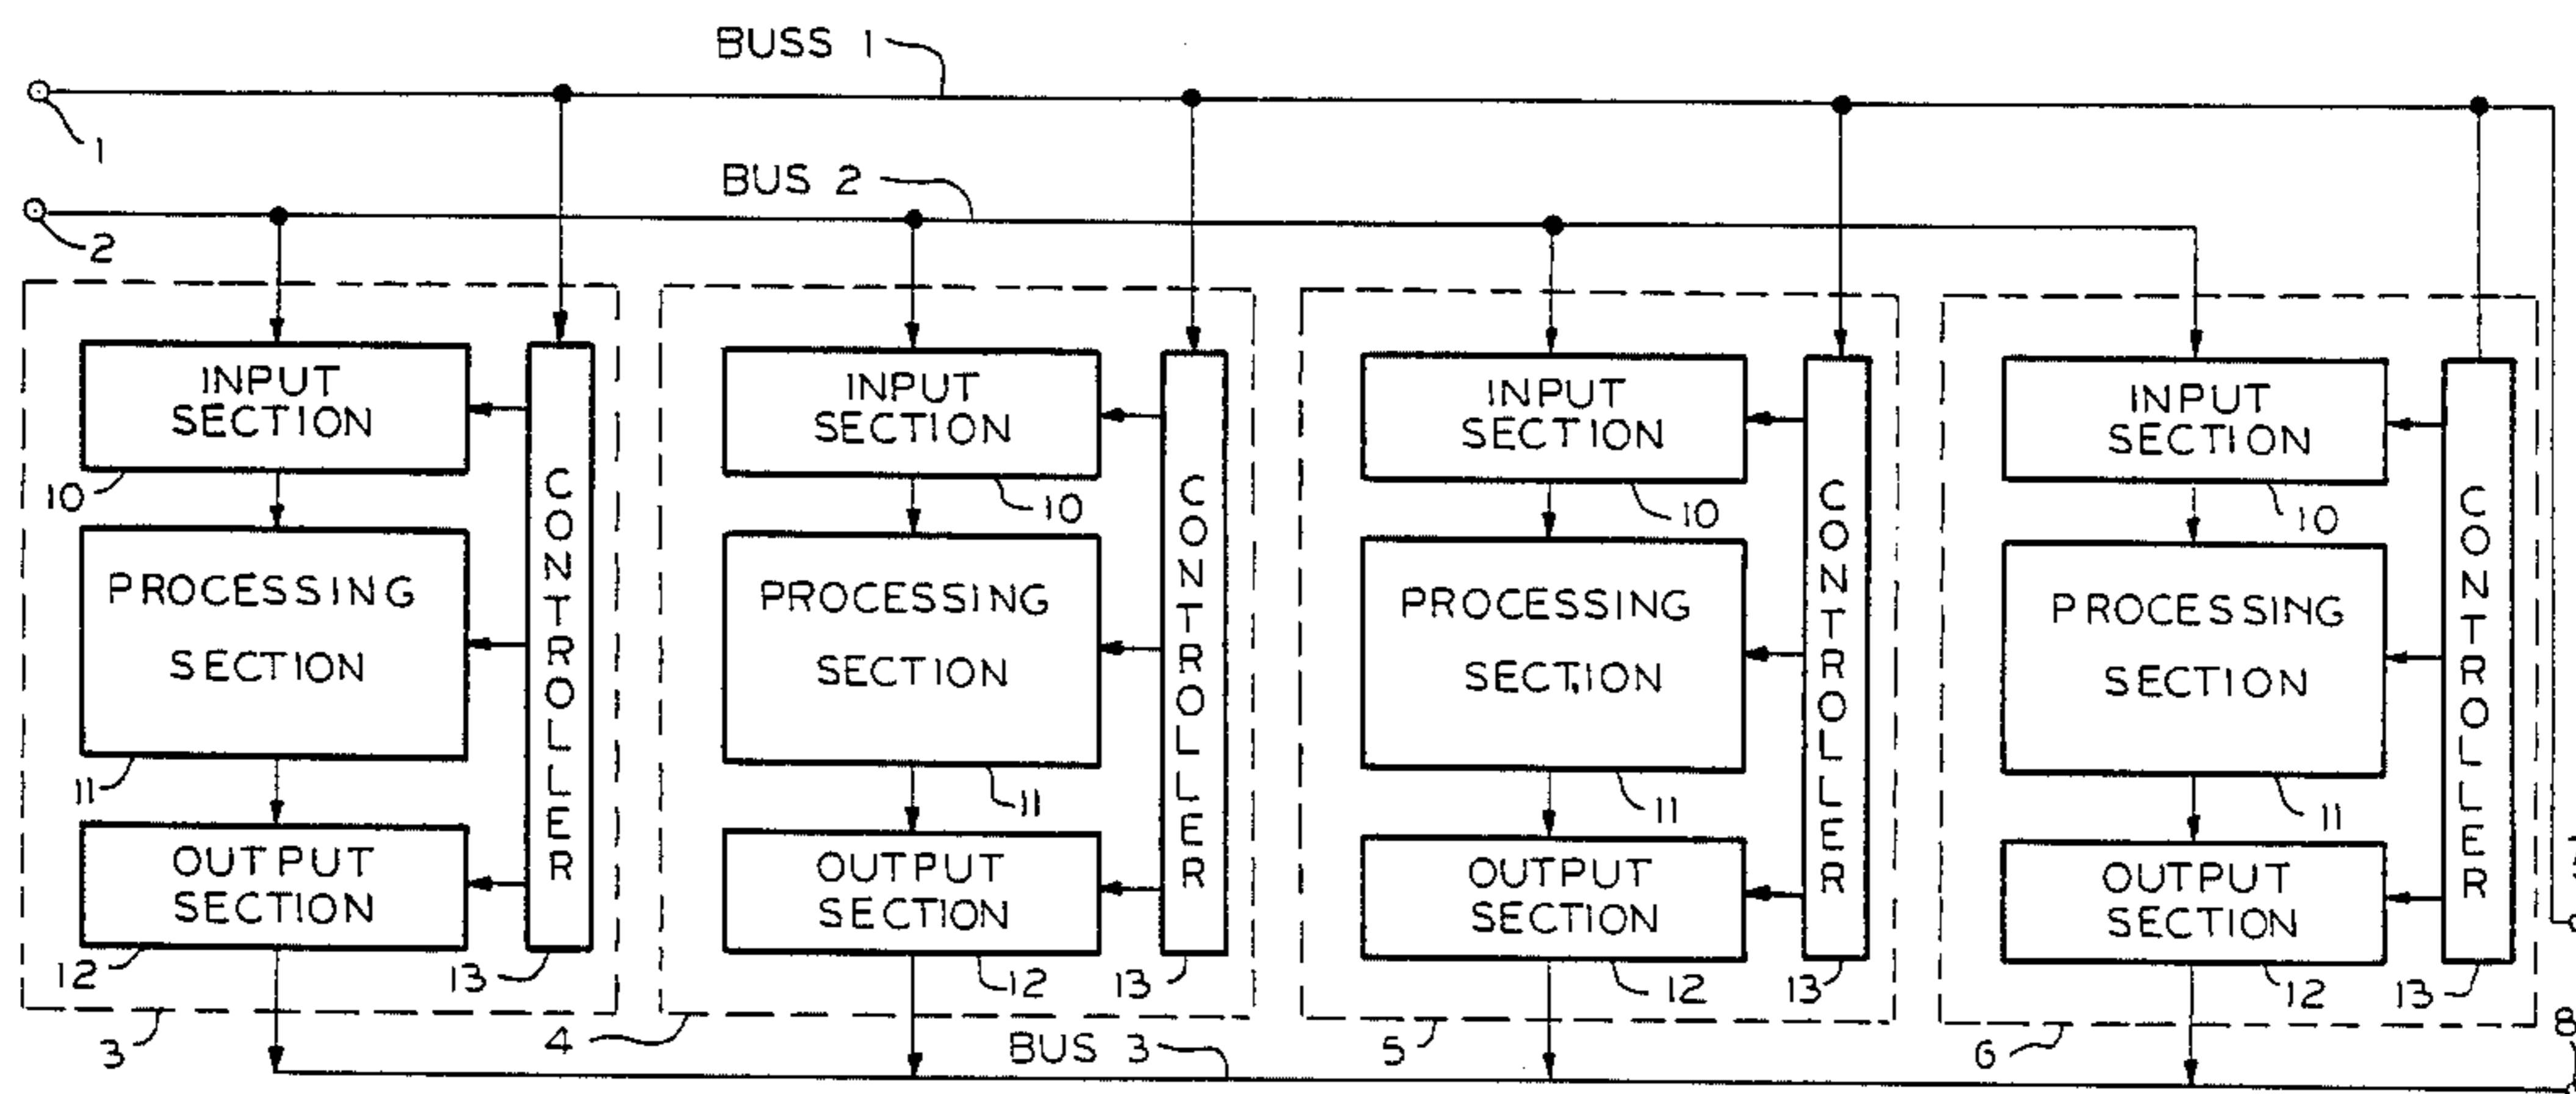 BUSS 1
1
BUS 2
2
INPUT
SECTION
10
PROCESSING
SECTION
11
OUTPUT
SECTION
12
CONTROLLER
13
3
INPUT
SECTION
10
PROCESSING
SECTION
11
OUTPUT
SECTION
12
CONTROLLER
13
4
INPUT
SECTION
10
PROCESSING
SECTION
11
OUTPUT
SECTION
12
CONTROLLER
13
5
INPUT
SECTION
10
PROCESSING
SECTION
11
OUTPUT
SECTION
12
CONTROLLER
13
6
BUS 3
8